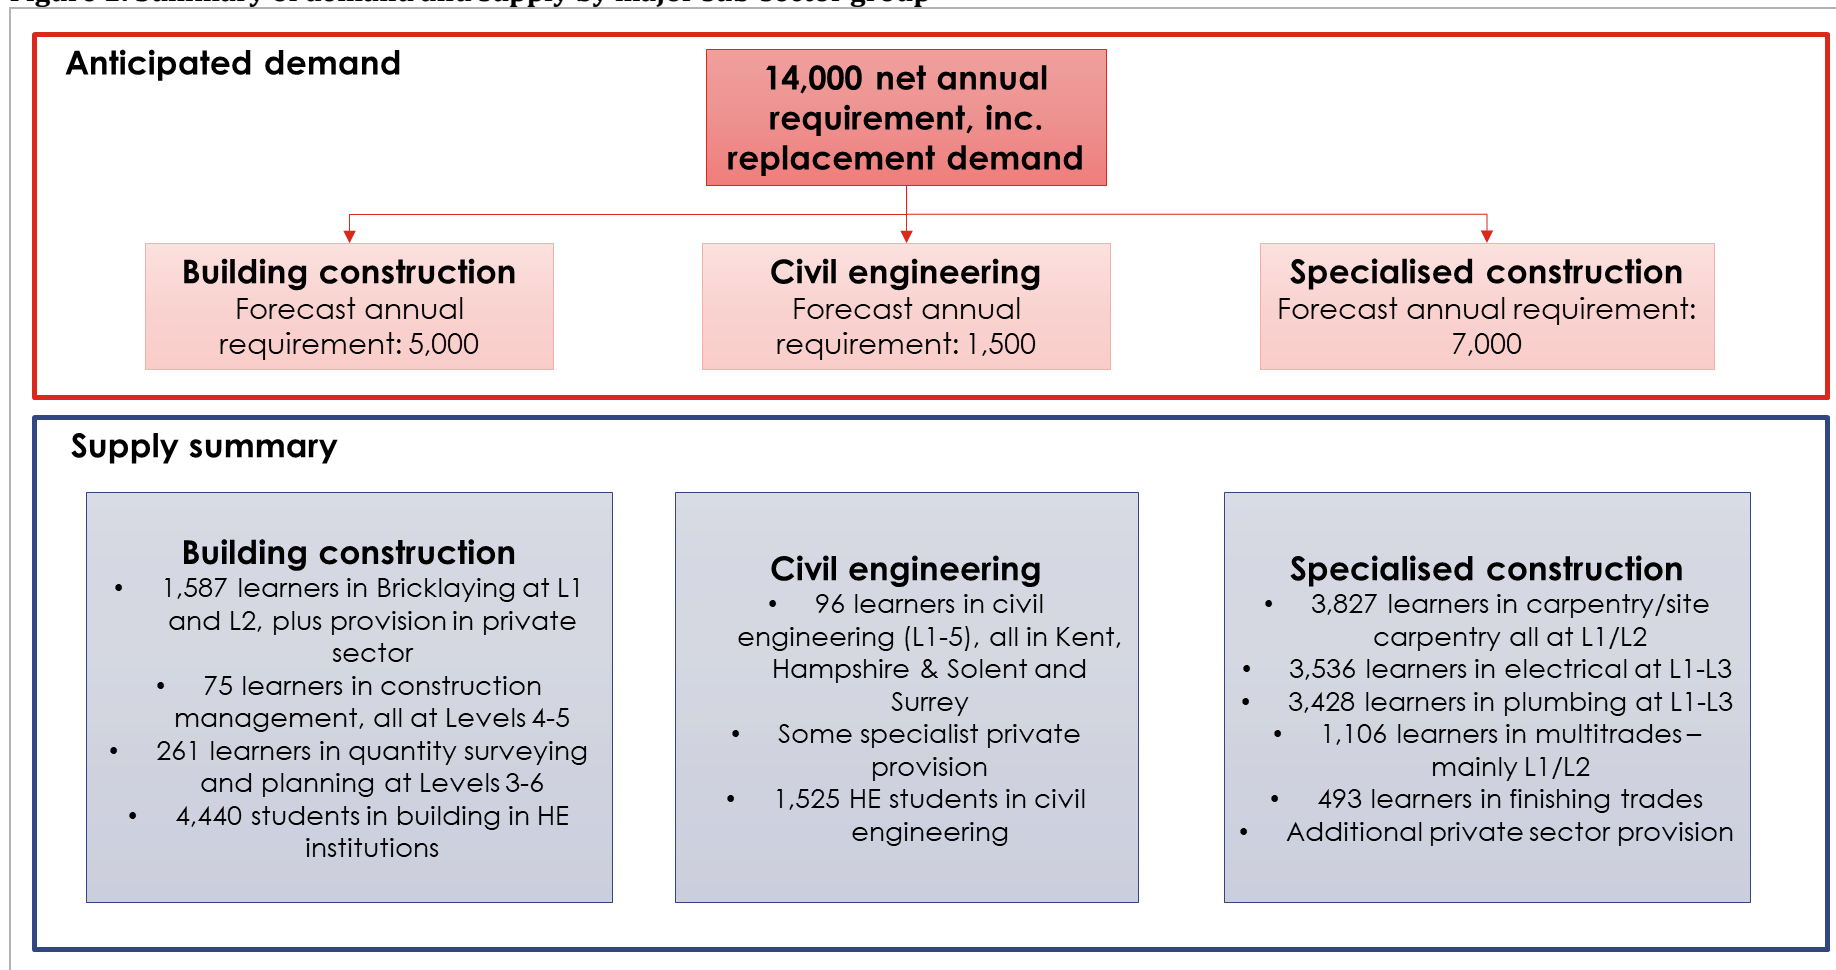 Anticipated demand
14,000 net annual
requirement, inc.
replacement demand
Building construction
Forecast annual
requirement: 5,000
Civil engineering
Forecast annual
requirement: 1,500
Specialised construction
Forecast annual requirement:
7,000
Supply summary
Building construction
• 1,587 learners in Bricklaying at L1
and L2, plus provision in private
sector
• 75 learners in construction
management, all at Levels 4-5
• 261 learners in quantity surveying
and planning at Levels 3-6
• 4,440 students in building in HE
institutions
Civil engineering
• 96 learners in civil
engineering (L1-5), all in Kent,
Hampshire & Solent and
Surrey
• Some specialist private
provision
• 1,525 HE students in civil
engineering
Specialised construction
• 3,827 learners in carpentry/site
carpentry all at L1/L2
• 3,536 learners in electrical at L1-L3
• 3,428 learners in plumbing at L1-L3
• 1,106 learners in multitrades –
mainly L1/L2
• 493 learners in finishing trades
• Additional private sector provision